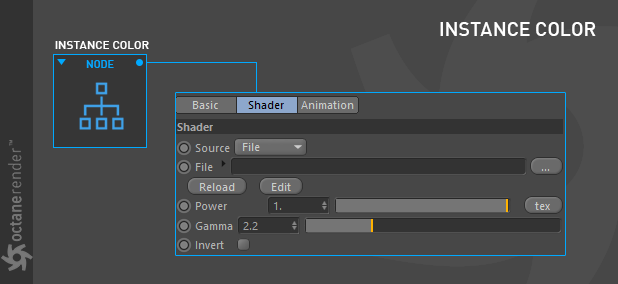 INSTANCE COLOR
INSTANCE COLOR
NODE
Basic Shader Animation
Shader
Source File
File ...
Reload Edit
Power 1. tex
Gamma 2.2
Invert
octanerender™